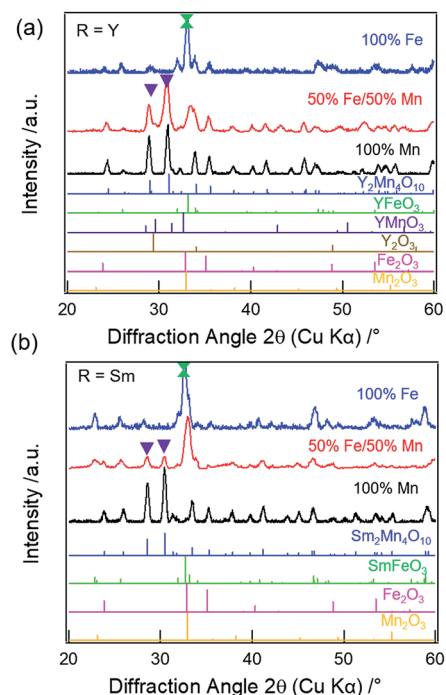 (a)
R = Y
100% Fe
50% Fe/50% Mn
100% Mn
Y₂Mn₄O₁₀
YFeO₃
YMnO₃
Y₂O₃
Fe₂O₃
Mn₂O₃
Intensity /a.u.
20 30 40 50 60
Diffraction Angle 2θ (Cu Kα) /°
(b)
R = Sm
100% Fe
50% Fe/50% Mn
100% Mn
Sm₂Mn₄O₁₀
SmFeO₃
Fe₂O₃
Mn₂O₃
Intensity /a.u.
20 30 40 50 60
Diffraction Angle 2θ (Cu Kα) /°